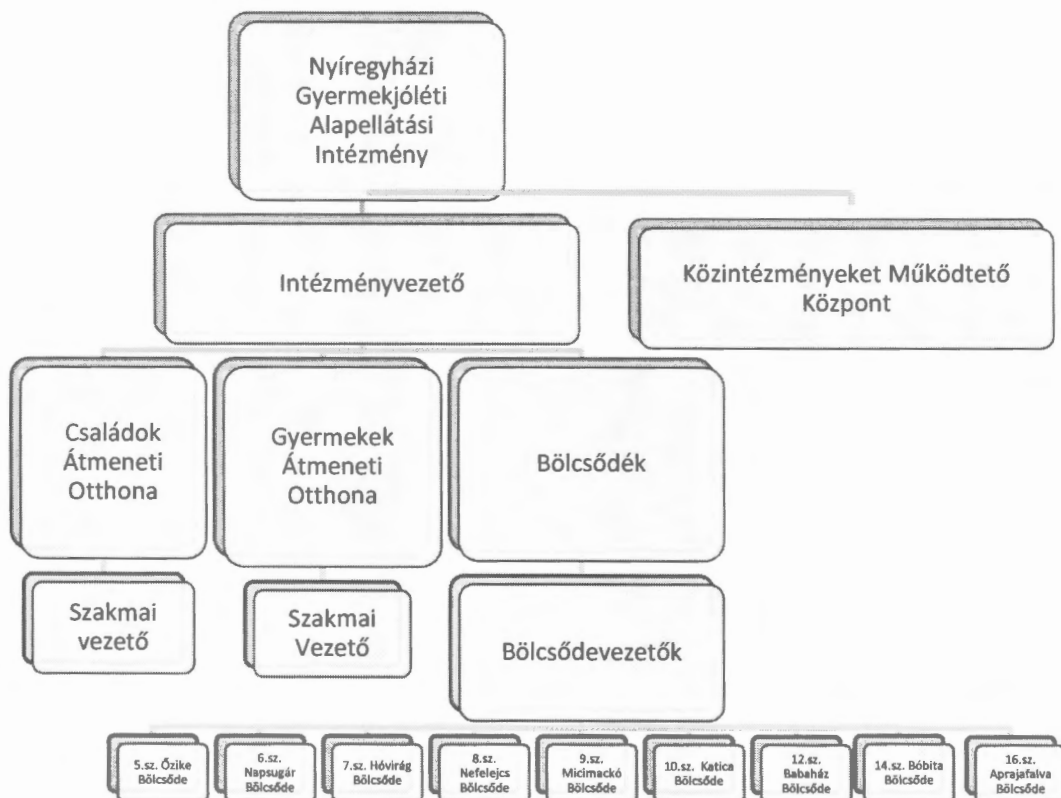 Nyíregyházi
Gyermekjóléti
Alapellátási
Intézmény
Intézményvezető
Közintézményeket Működtető
Központ
Családok
Átmeneti
Otthona
Gyermekek
Átmeneti
Otthona
Bölcsődék
Szakmai
vezető
Szakmai
Vezető
Bölcsődevezetők
5.sz. Őzike
Bölcsőde
6.sz.
Napsugár
Bölcsőde
7.sz. Hóvirág
Bölcsőde
8.sz.
Nefelejcs
Bölcsőde
9.sz.
Micimackó
Bölcsőde
10.sz. Katica
Bölcsőde
12.sz.
Babaház
Bölcsőde
14.sz. Bóbita
Bölcsőde
16.sz.
Aprajafalva
Bölcsőde